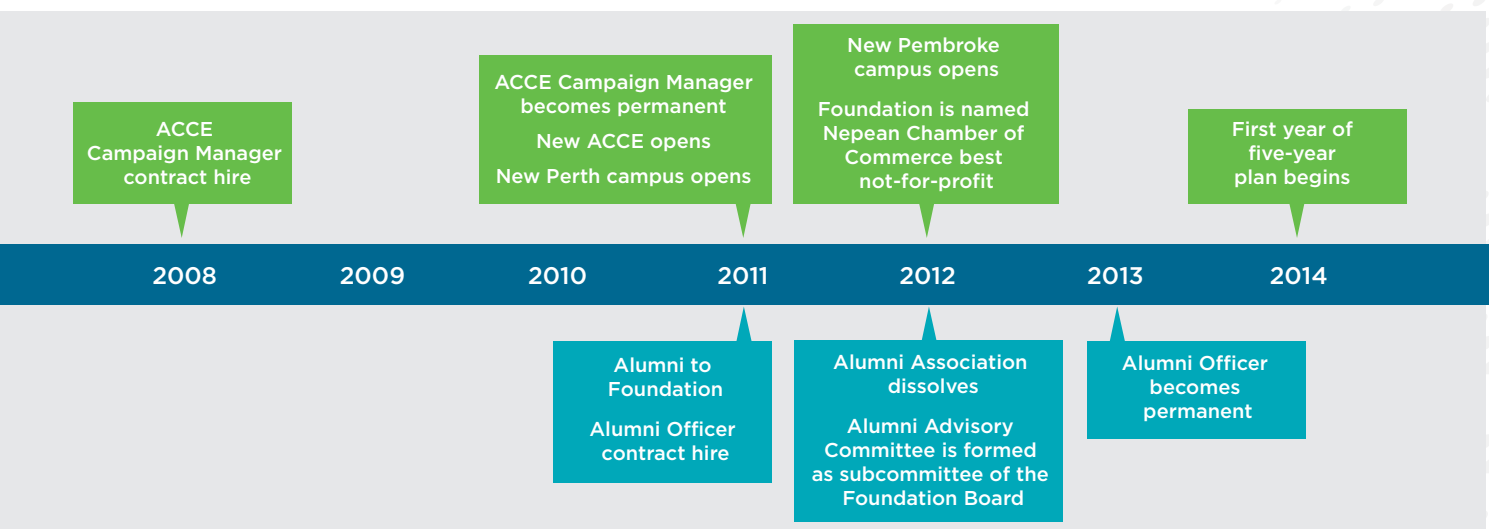 ACCE
Campaign Manager
contract hire
ACCE Campaign Manager
becomes permanent
New ACCE opens
New Perth campus opens
New Pembroke
campus opens
Foundation is named
Nepean Chamber of
Commerce best
not-for-profit
First year of
five-year
plan begins
2008 2009 2010 2011 2012 2013 2014
Alumni to
Foundation
Alumni Officer
contract hire
Alumni Association
dissolves
Alumni Advisory
Committee is formed
as subcommittee of the
Foundation Board
Alumni Officer
becomes
permanent